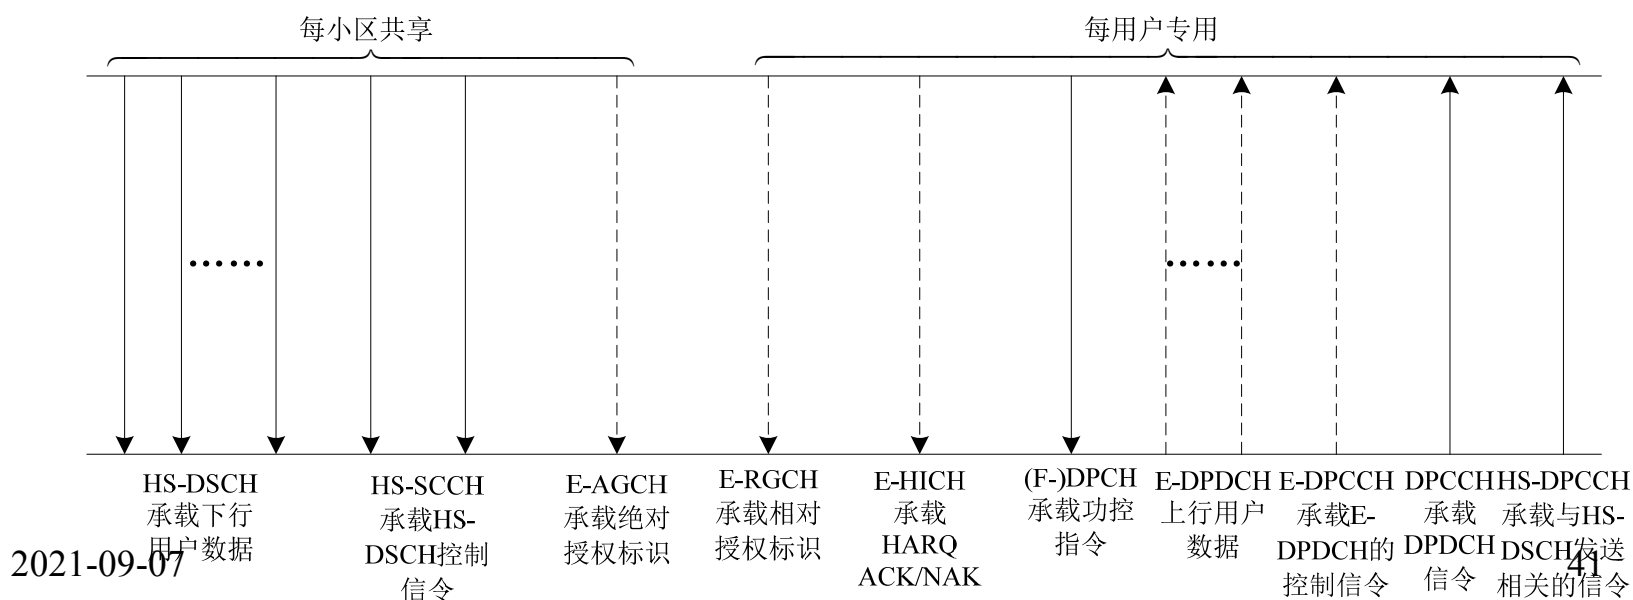 每小区共享
每用户专用
HS-DSCH
承载下行
用户数据
HS-SCCH
承载HS-
DSCH控制
信令
E-AGCH
承载绝对
授权标识
E-RGCH
承载相对
授权标识
E-HICH
承载
HARQ
ACK/NAK
(F-)DPCH
承载功控
指令
E-DPDCH
上行用户
数据
E-DPCCH
承载E-
DPDCH的
控制信令
DPCCH
承载
DPDCH
信令
HS-DPCCH
承载与HS-
DSCH发送
相关的信令
2021-09-07
41